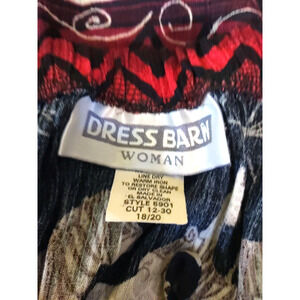 DRESS BARN
WOMAN
LINE DRY
WARM IRON
TO RESTORE SHAPE
OR DRY CLEAN
MADE IN
EL SALVADOR
STYLE 5901
CUT 12-30
18/20